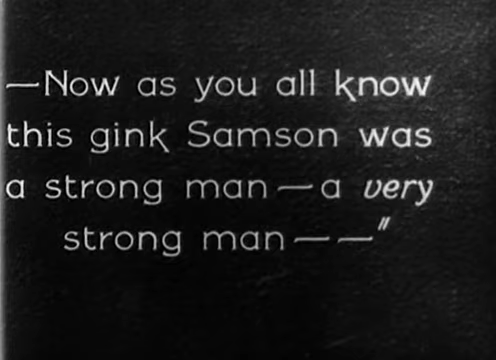 —Now as you all know
this gink Samson was
a strong man—a very
strong man——"